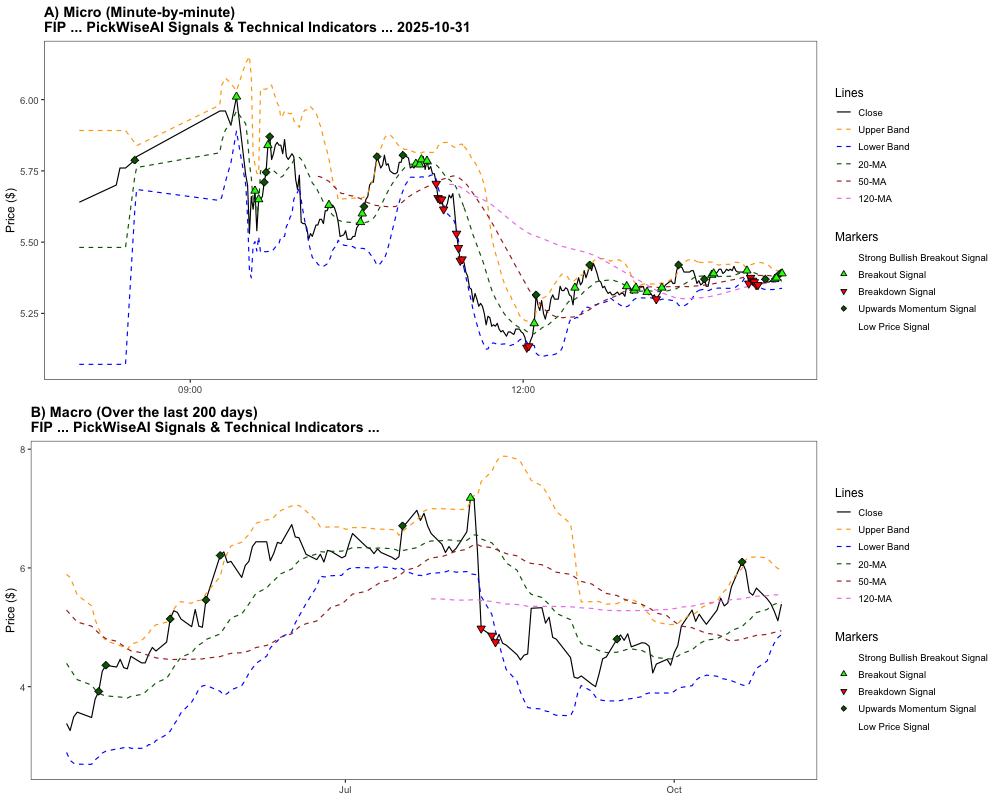 A) Micro (Minute-by-minute)
FIP ... PickWiseAI Signals & Technical Indicators ... 2025-10-31
Price ($)
6.00
5.75
5.50
5.25
09:00
12:00
Lines
Close
Upper Band
Lower Band
20-MA
50-MA
120-MA
Markers
Strong Bullish Breakout Signal
Breakout Signal
Breakdown Signal
Upwards Momentum Signal
Low Price Signal
B) Macro (Over the last 200 days)
FIP ... PickWiseAI Signals & Technical Indicators ...
Price ($)
8
6
4
Jul
Oct
Lines
Close
Upper Band
Lower Band
20-MA
50-MA
120-MA
Markers
Strong Bullish Breakout Signal
Breakout Signal
Breakdown Signal
Upwards Momentum Signal
Low Price Signal